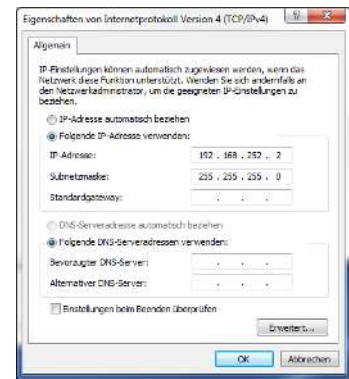 Eigenschaften von Internetprotokoll Version 4 (TCP/IPv4)
Allgemein
IP-Einstellungen können automatisch zugewiesen werden, wenn das
Netzwerk diese Funktion unterstützt. Wenden Sie sich andernfalls an
den Netzwerkadministrator, um die geeigneten IP-Einstellungen zu
beziehen.
IP-Adresse automatisch beziehen
Folgende IP-Adresse verwenden:
IP-Adresse: 192 . 168 . 252 . 2
Subnetzmaske: 255 . 255 . 255 . 0
Standardgateway: . . .
DNS-Serveradresse automatisch beziehen
Folgende DNS-Serveradressen verwenden:
Bevorzugter DNS-Server: . . .
Alternativer DNS-Server: . . .
Einstellungen beim Beenden überprüfen
Erweitert...
OK Abbrechen